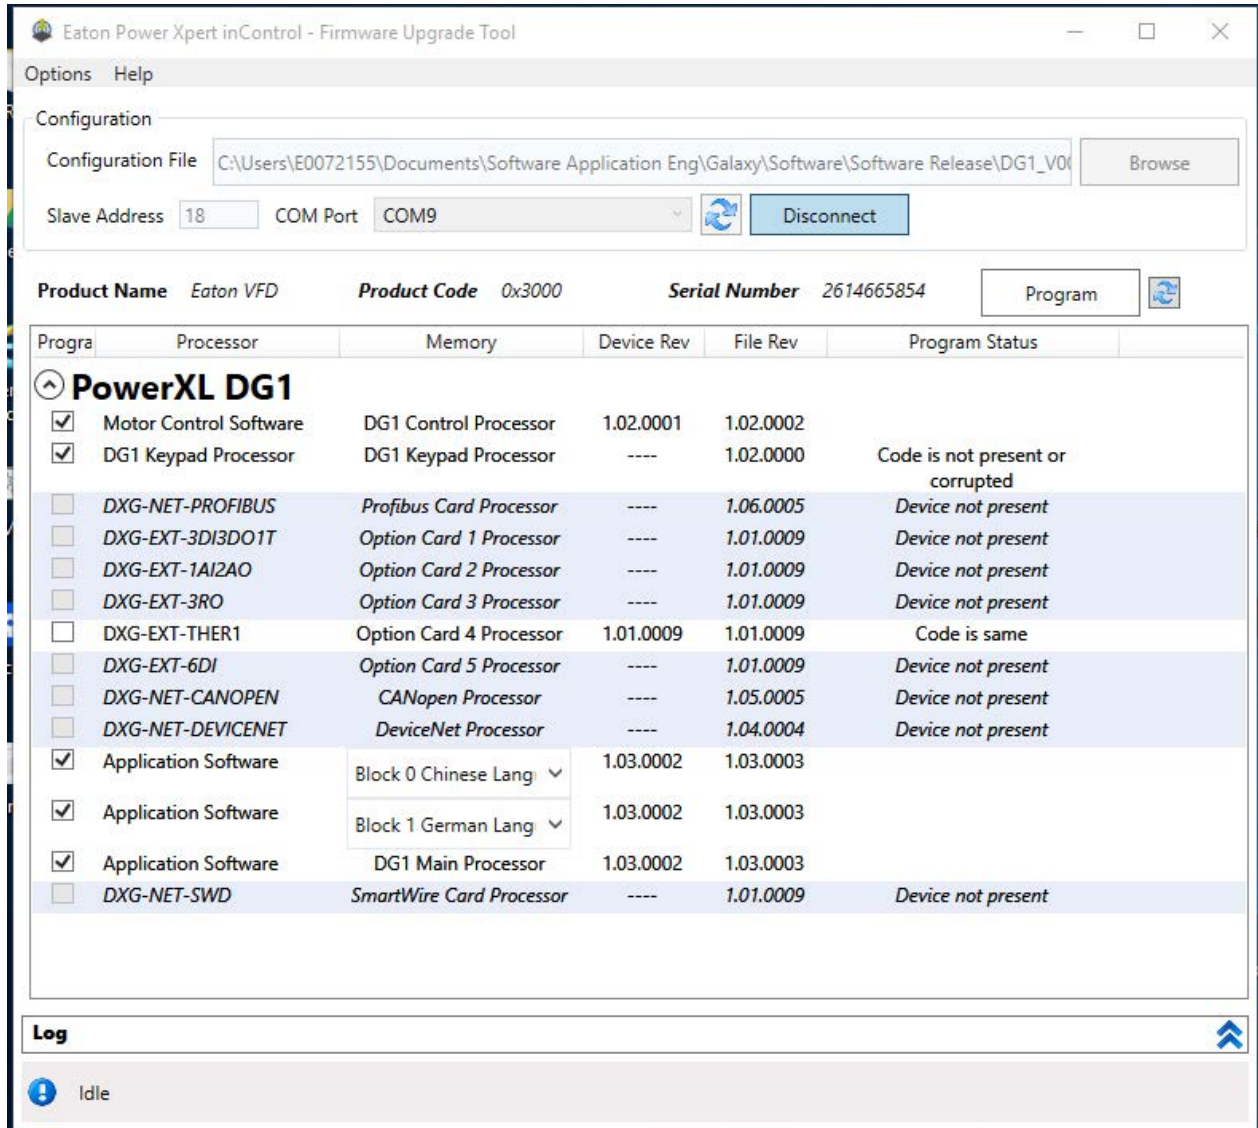 Eaton Power Xpert inControl - Firmware Upgrade Tool
Options Help
Configuration
Configuration File C:\Users\E0072155\Documents\Software Application Eng\Galaxy\Software\Software Release\DG1_V00 Browse
Slave Address 18 COM Port COM9 Disconnect
Product Name Eaton VFD Product Code 0x3000 Serial Number 2614665854 Program
Progra Processor Memory Device Rev File Rev Program Status
PowerXL DG1
Motor Control Software DG1 Control Processor 1.02.0001 1.02.0002
DG1 Keypad Processor DG1 Keypad Processor ---- 1.02.0000 Code is not present or
corrupted
DXG-NET-PROFIBUS Profibus Card Processor ---- 1.06.0005 Device not present
DXG-EXT-3DI3DO1T Option Card 1 Processor ---- 1.01.0009 Device not present
DXG-EXT-1AI2AO Option Card 2 Processor ---- 1.01.0009 Device not present
DXG-EXT-3RO Option Card 3 Processor ---- 1.01.0009 Device not present
DXG-EXT-THER1 Option Card 4 Processor 1.01.0009 1.01.0009 Code is same
DXG-EXT-6DI Option Card 5 Processor ---- 1.01.0009 Device not present
DXG-NET-CANOPEN CANopen Processor ---- 1.05.0005 Device not present
DXG-NET-DEVICENET DeviceNet Processor ---- 1.04.0004 Device not present
Application Software Block 0 Chinese Lang 1.03.0002 1.03.0003
Application Software Block 1 German Lang 1.03.0002 1.03.0003
Application Software DG1 Main Processor 1.03.0002 1.03.0003
DXG-NET-SWD SmartWire Card Processor ---- 1.01.0009 Device not present
Log
Idle